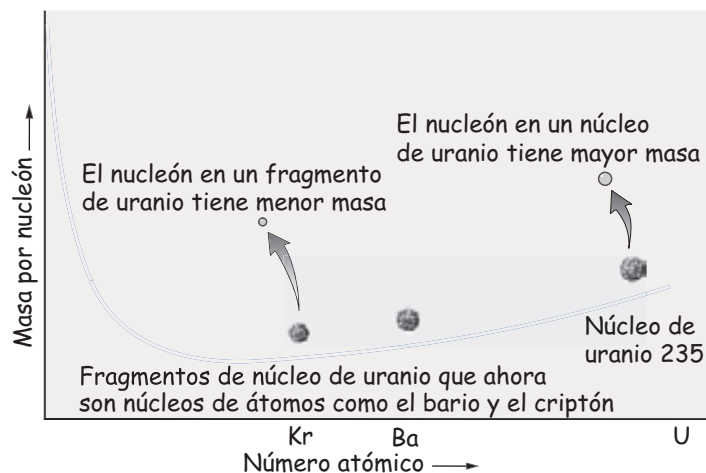 Masa por nucleón
El nucleón en un núcleo
de uranio tiene mayor masa
El nucleón en un fragmento
de uranio tiene menor masa
Núcleo de
uranio 235
Fragmentos de núcleo de uranio que ahora
son núcleos de átomos como el bario y el criptón
Kr Ba U
Número atómico